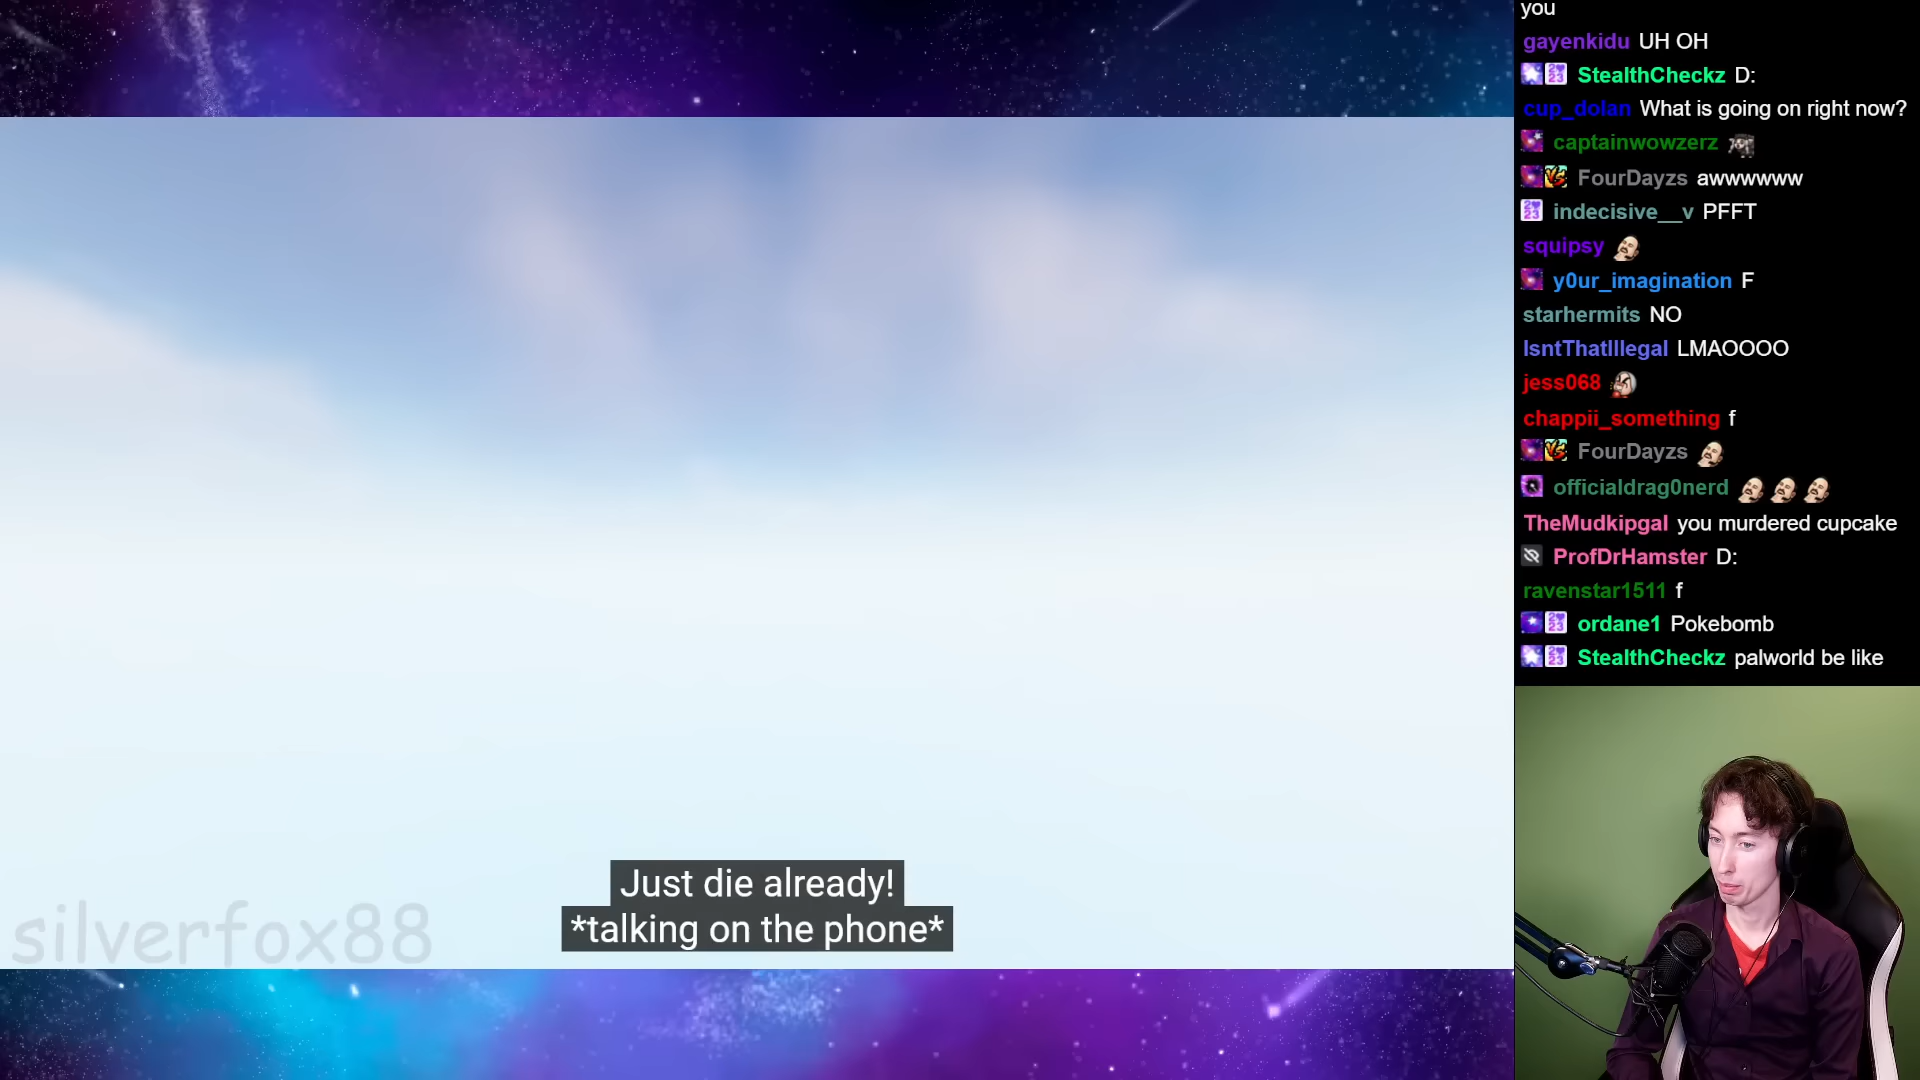 you
gayenkidu UH OH
StealthCheckz D:
cup_dolan What is going on right now?
captainwowzerz
FourDayzs awwwwww
indecisive__v PFFT
squipsy
y0ur_imagination F
starhermits NO
IsntThatIllegal LMAOOOO
jess068
chappii_something f
FourDayzs
officialdrag0nerd
TheMudkipgal you murdered cupcake
ProfDrHamster D:
ravenstar1511 f
ordane1 Pokebomb
StealthCheckz palworld be like
Just die already!
*talking on the phone*
silverfox88